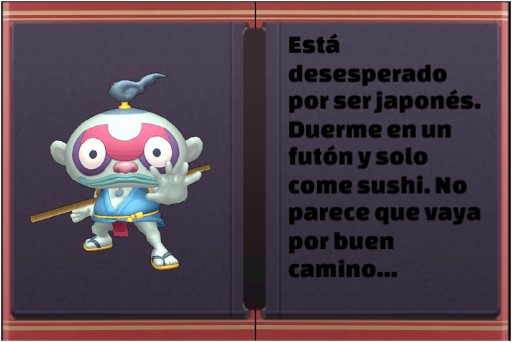 Está
desesperado
por ser japonés.
Duerme en un
futón y solo
come sushi. No
parece que vaya
por buen
camino...